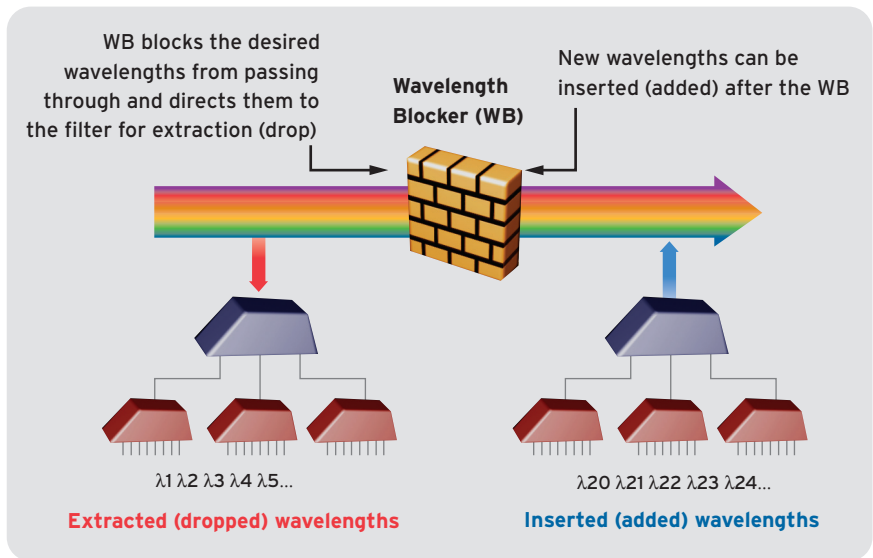 WB blocks the desired
wavelengths from passing
through and directs them to
the filter for extraction (drop)
Wavelength
Blocker (WB)
New wavelengths can be
inserted (added) after the WB
λ1 λ2 λ3 λ4 λ5...
Extracted (dropped) wavelengths
λ20 λ21 λ22 λ23 λ24...
Inserted (added) wavelengths